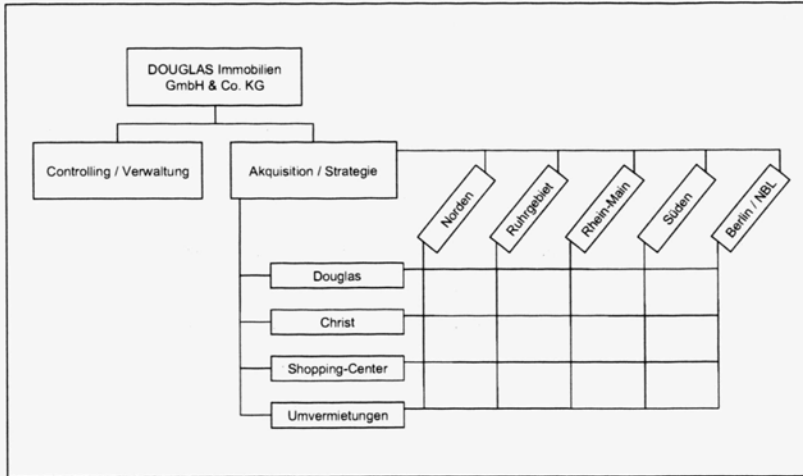 DOUGLAS Immobilien
GmbH & Co. KG
Controlling / Verwaltung
Akquisition / Strategie
Norden
Ruhrgebiet
Rhein-Main
Süden
Berlin / NBL
Douglas
Christ
Shopping-Center
Umvermietungen